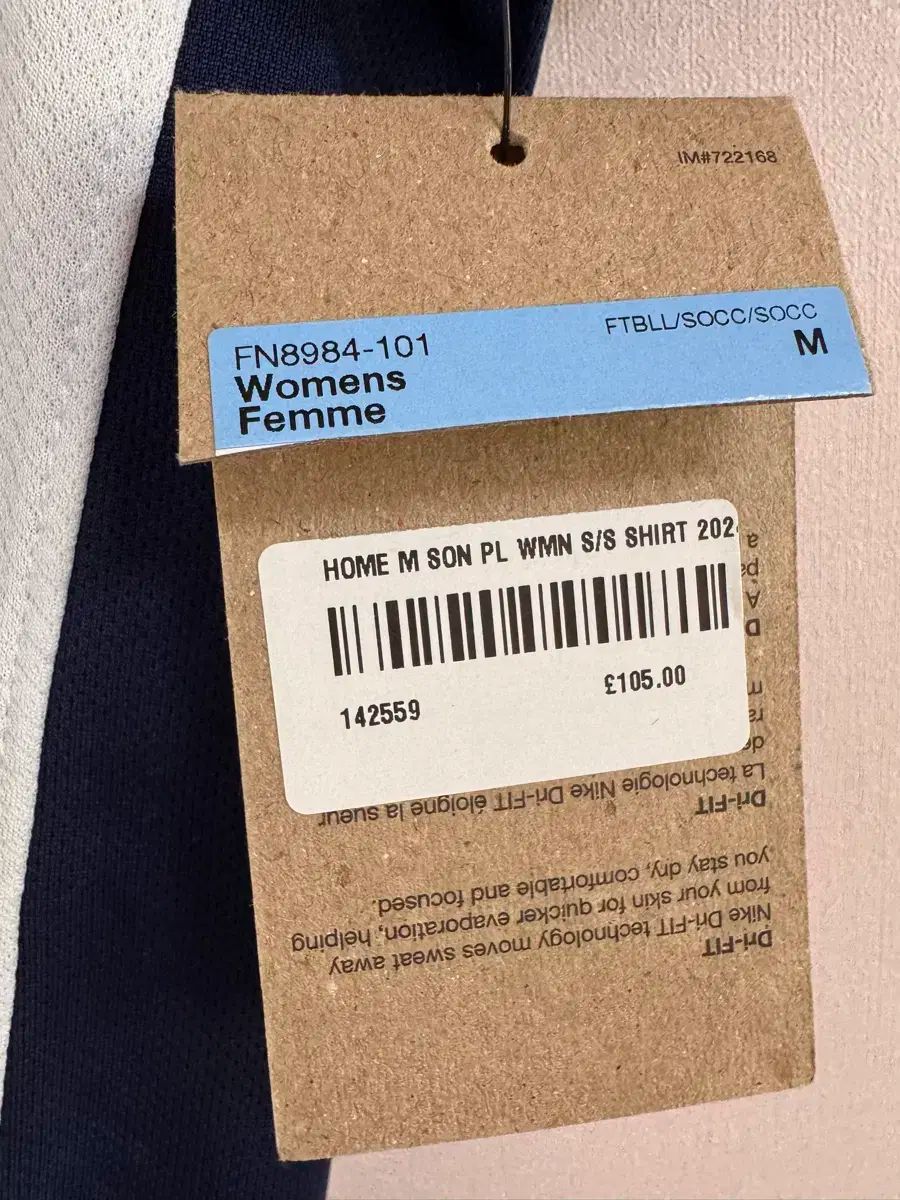 IM#722168
FN8984-101
FTBLL/SOCC/SOCC
Womens
M
Femme
HOME M SON PL WMN S/S SHIRT 202
142559
£105.00
Dri-FIT
Nike Dri-FIT technology moves sweat away
from your skin for quicker evaporation, helping
you stay dry, comfortable and focused.
Dri-FIT
La technologie Nike Dri-FIT éloigne la sueur